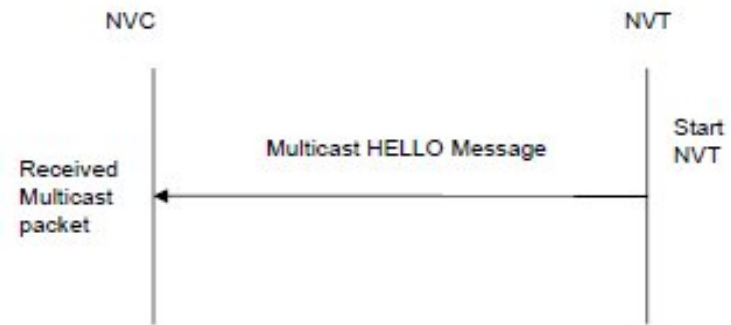 NVC
NVT
Start
NVT
Multicast HELLO Message
Received
Multicast
packet